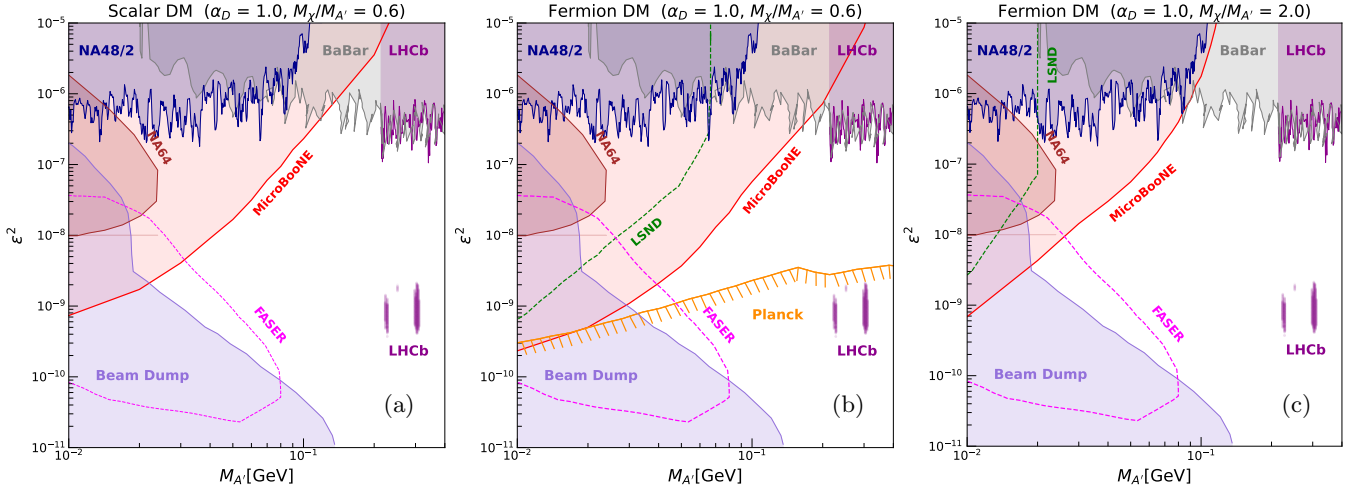 Scalar DM (α_D = 1.0, M_χ/M_A′ = 0.6)
10⁻⁵
10⁻⁶
10⁻⁷
10⁻⁸
10⁻⁹
10⁻¹⁰
10⁻¹¹
ε²
NA48/2
BaBar
LHCb
NA64
MicroBooNE
FASER
LHCb
Beam Dump
(a)
10⁻²
10⁻¹
M_A′[GeV]
Fermion DM (α_D = 1.0, M_χ/M_A′ = 0.6)
10⁻⁵
10⁻⁶
10⁻⁷
10⁻⁸
10⁻⁹
10⁻¹⁰
10⁻¹¹
ε²
NA48/2
BaBar
LHCb
NA64
MicroBooNE
LSND
FASER
Planck
LHCb
Beam Dump
(b)
10⁻²
10⁻¹
M_A′[GeV]
Fermion DM (α_D = 1.0, M_χ/M_A′ = 2.0)
10⁻⁵
10⁻⁶
10⁻⁷
10⁻⁸
10⁻⁹
10⁻¹⁰
10⁻¹¹
ε²
NA48/2
LSND
BaBar
LHCb
NA64
MicroBooNE
FASER
LHCb
Beam Dump
(c)
10⁻²
10⁻¹
M_A′[GeV]